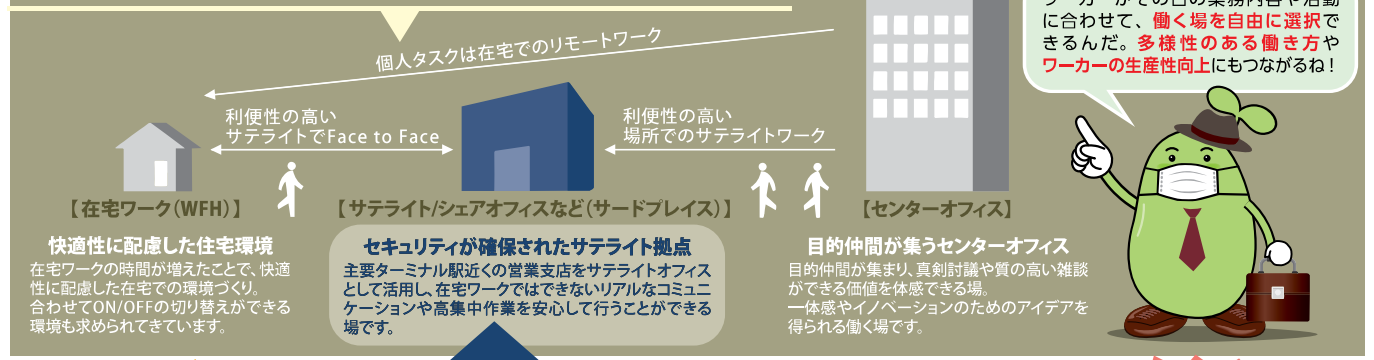 ワーカーがその日の業務内容や活動
に合わせて、働く場を自由に選択で
きるんだ。多様性のある働き方や
ワーカーの生産性向上にもつながるね！
個人タスクは在宅でのリモートワーク
利便性の高い
サテライトでFace to Face
利便性の高い
場所でのサテライトワーク
【在宅ワーク（WFH）】
【サテライト/シェアオフィスなど（サードプレイス）】
【センターオフィス】
快適性に配慮した住宅環境
在宅ワークの時間が増えたことで、快適
性に配慮した在宅での環境づくり。
合わせてON/OFFの切り替えができる
環境も求められてきています。
セキュリティが確保されたサテライト拠点
主要ターミナル駅近くの営業支店をサテライトオフィス
として活用し、在宅ワークではできないリアルなコミュニ
ケーションや高集中作業を安心して行うことができる
場です。
目的仲間が集うセンターオフィス
目的仲間が集まり、真剣討議や質の高い雑談
ができる価値を体感できる場。
一体感やイノベーションのためのアイデアを
得られる働く場です。